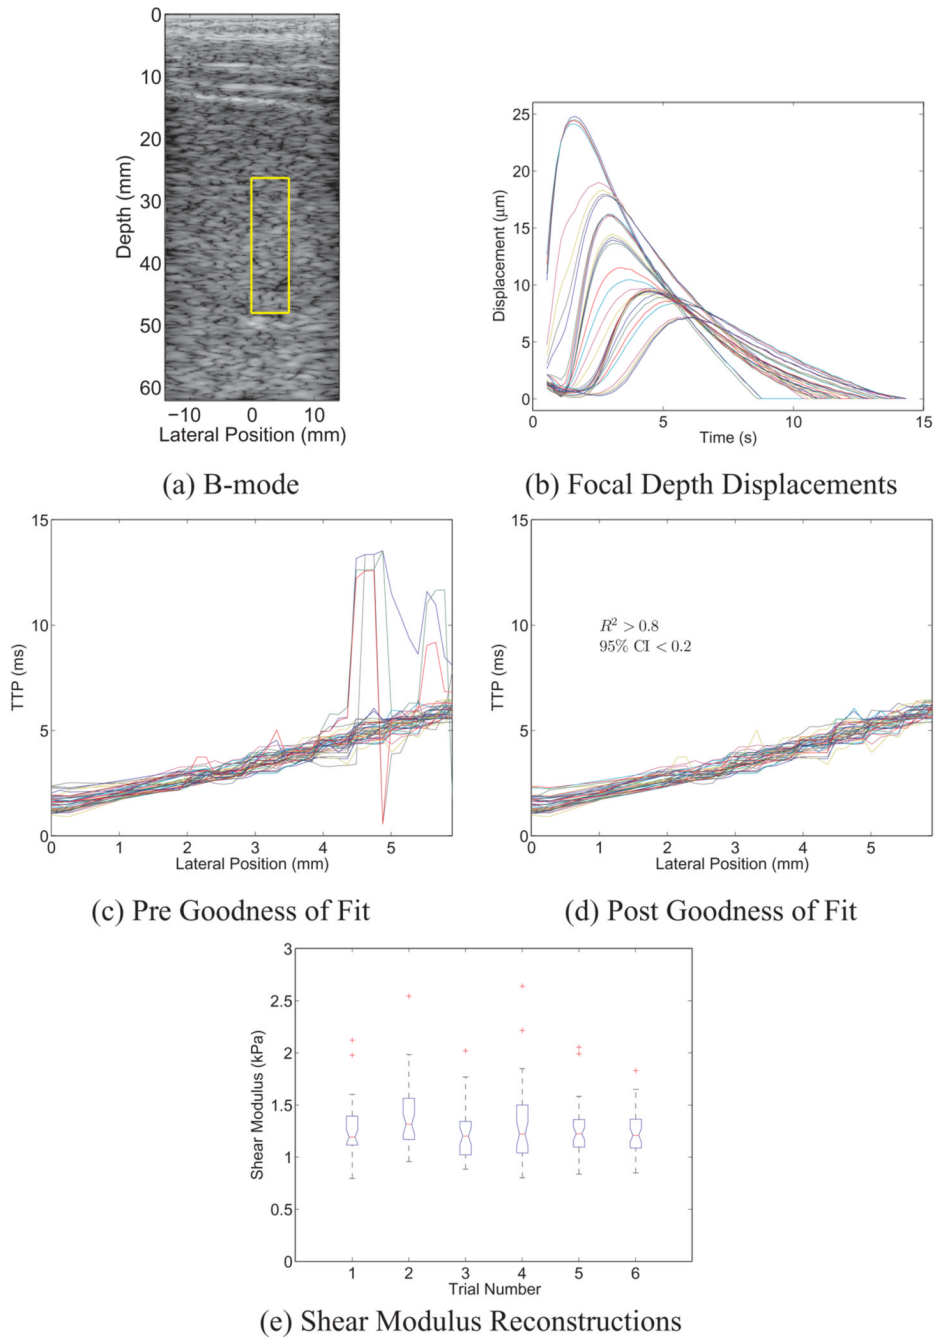 0
10
20
30
40
50
60
Depth (mm)
−10 0 10
Lateral Position (mm)
(a) B-mode
25
20
15
10
5
0
Displacement (μm)
0 5 10 15
Time (s)
(b) Focal Depth Displacements
15
10
5
0
TTP (ms)
0 1 2 3 4 5
Lateral Position (mm)
(c) Pre Goodness of Fit
15
10
5
0
TTP (ms)
R² > 0.8
95% CI < 0.2
0 1 2 3 4 5
Lateral Position (mm)
(d) Post Goodness of Fit
3
2.5
2
1.5
1
0.5
0
Shear Modulus (kPa)
1 2 3 4 5 6
Trial Number
(e) Shear Modulus Reconstructions